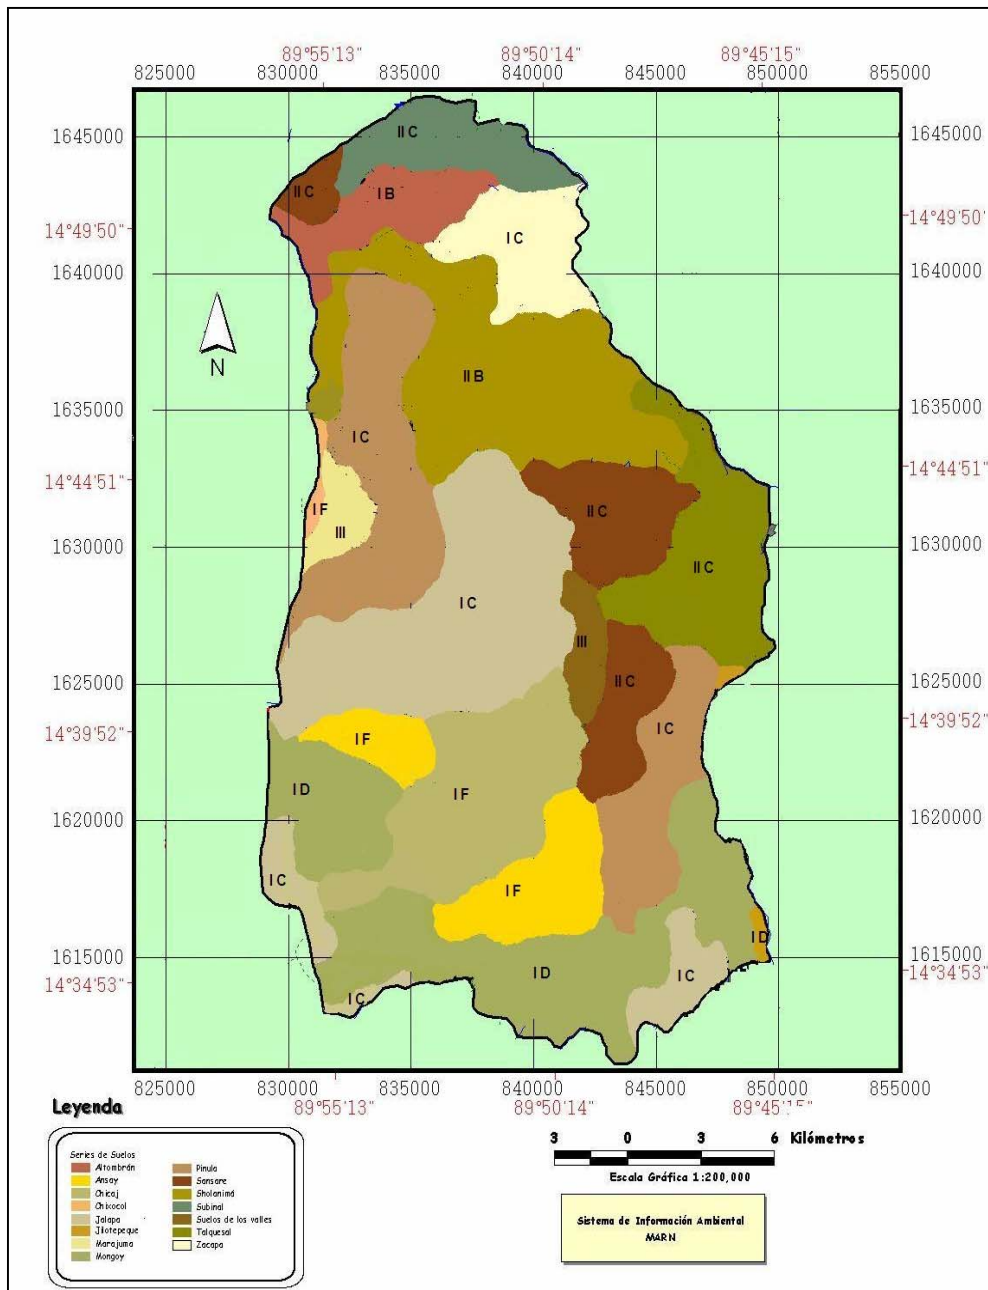 89°55'13" 89°50'14" 89°45'15"
825000 830000 835000 840000 845000 850000 855000
1645000 II C 1645000
II C I B
14°49'50" I C 14°49'50"
1640000 1640000
N
II B
1635000 1635000
I C
14°44'51" 14°44'51"
I F II C
III
1630000 1630000
II C
I C
III
1625000 II C 1625000
14°39'52" I C 14°39'52"
I F
I D I F
1620000 1620000
I C I F
1615000 I D 1615000
14°34'53" I D I C 14°34'53"
I C
825000 830000 835000 840000 845000 850000 855000
89°55'13" 89°50'14" 89°45'15"
Leyenda
Series de Suelos
Altombrán
Ansay
Chicaj
Chixocol
Jalapa
Jilotepeque
Marajuma
Mongoy
Pinula
Sansare
Sholanimá
Subinal
Suelos de los valles
Talquesal
Zacapa
3 0 3 6 Kilómetros
Escala Gráfica 1:200,000
Sistema de Información Ambiental
MARN